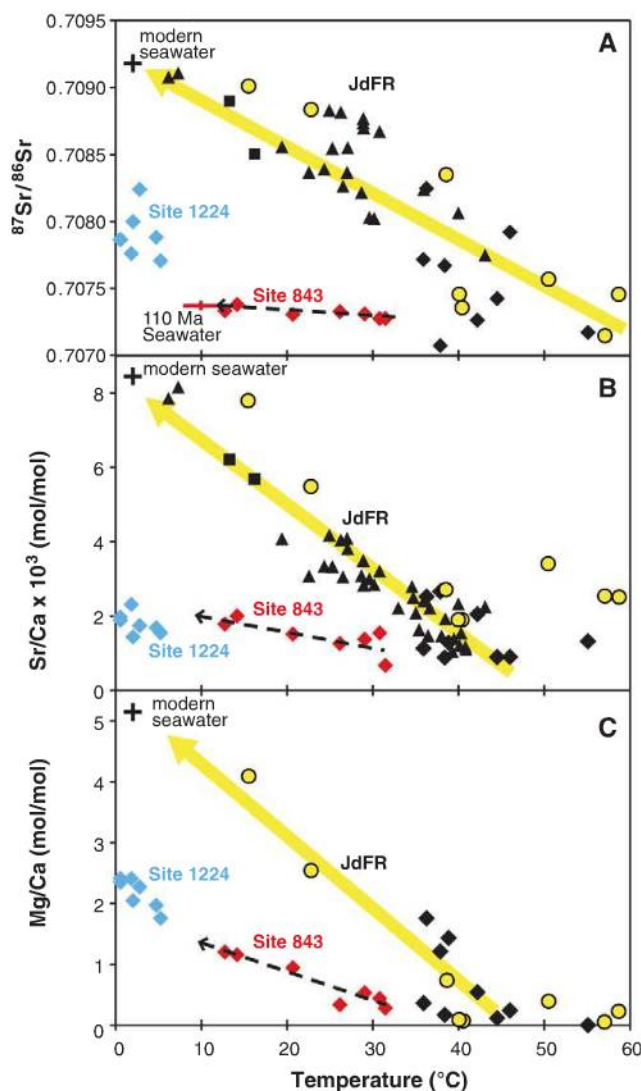 0.7095
modern
seawater
A
0.7090
JdFR
0.7085
87Sr/86Sr
Site 1224
0.7080
0.7075
Site 843
110 Ma
Seawater
0.7070
modern seawater
B
8
6
Sr/Ca x 10³ (mol/mol)
JdFR
4
Site 843
2
Site 1224
0
modern
seawater
C
5
4
Mg/Ca (mol/mol)
JdFR
3
Site 1224
2
Site 843
1
0
0 10 20 30 40 50 60
Temperature (°C)